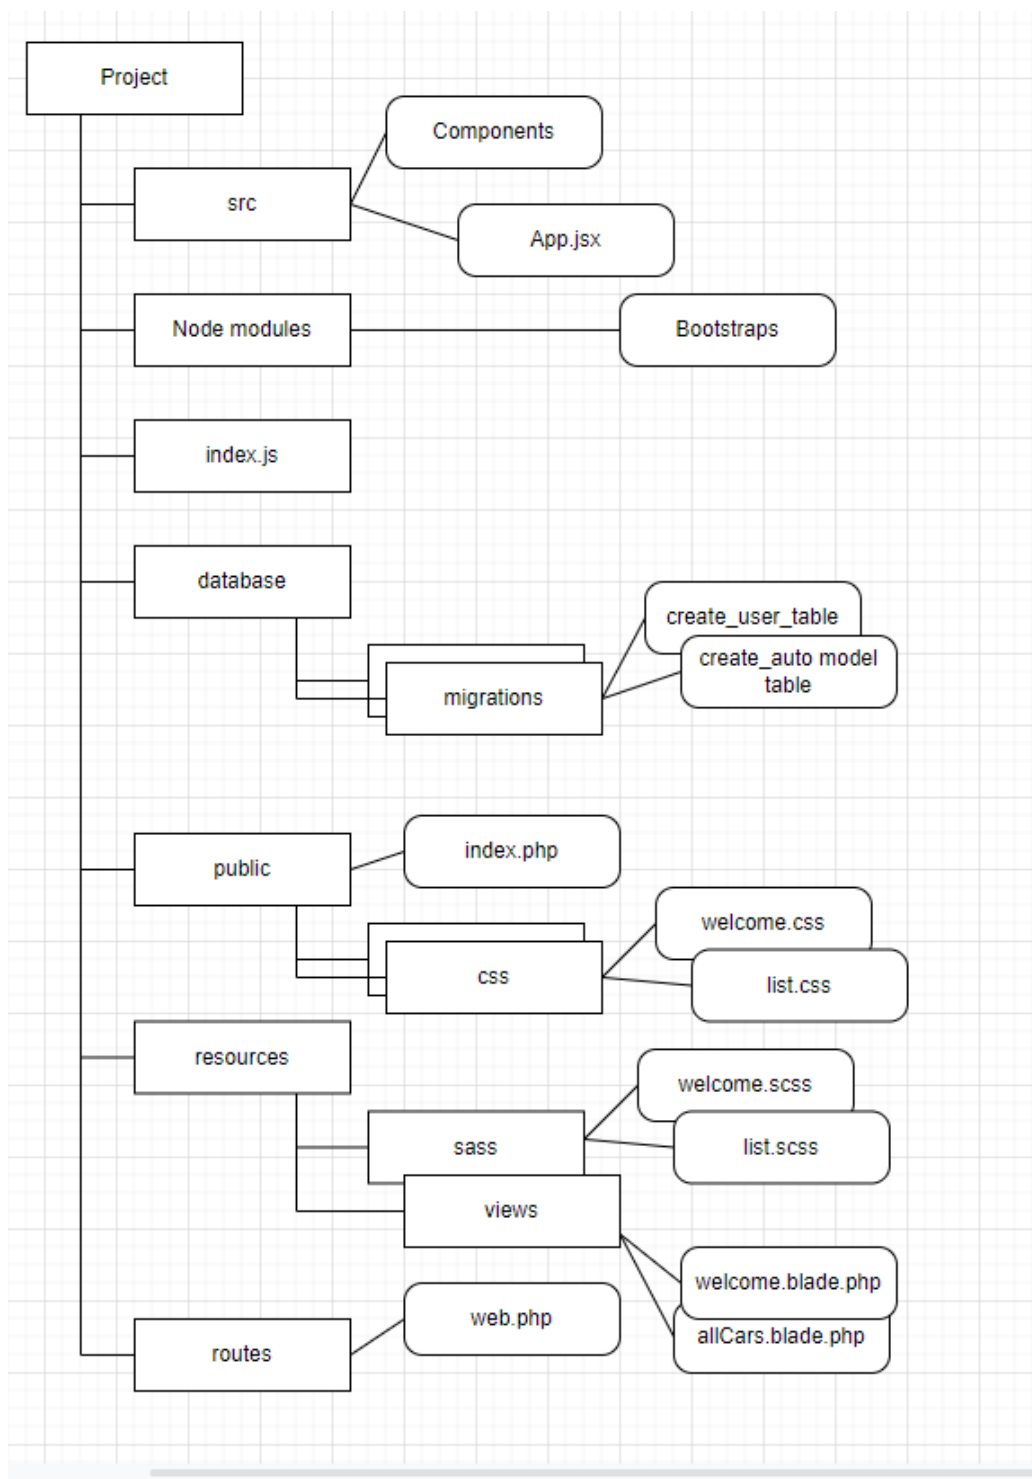 Project
Components
src
App.jsx
Node modules
Bootstraps
index.js
database
create_user_table
create_auto model
table
migrations
index.php
public
welcome.css
css
list.css
resources
welcome.scss
sass
list.scss
views
welcome.blade.php
web.php
allCars.blade.php
routes